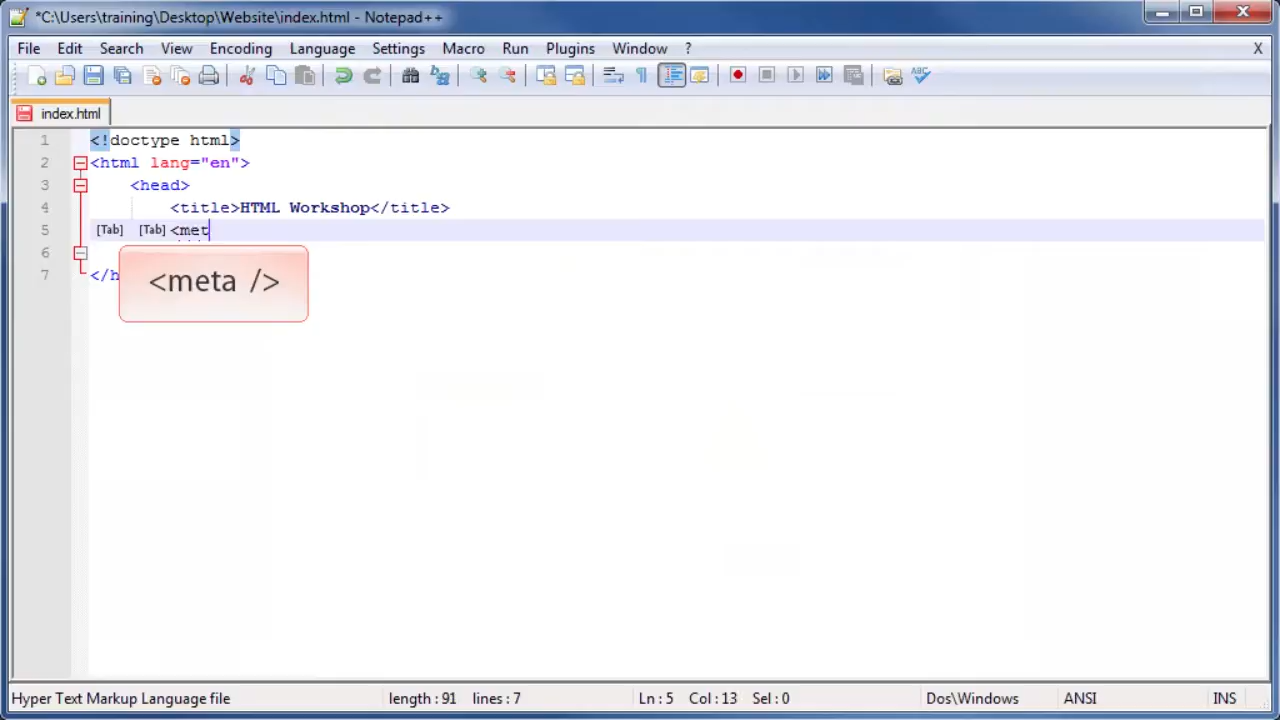 *C:\Users\training\Desktop\Website\index.html - Notepad++
File Edit Search View Encoding Language Settings Macro Run Plugins Window ? X
ABC
index.html
1 <!doctype html>
2 <html lang="en">
3 <head>
4 <title>HTML Workshop</title>
5 [Tab] [Tab] <met
6
7 </h
<meta />
Hyper Text Markup Language file length : 91 lines : 7 Ln : 5 Col : 13 Sel : 0 Dos\Windows ANSI INS